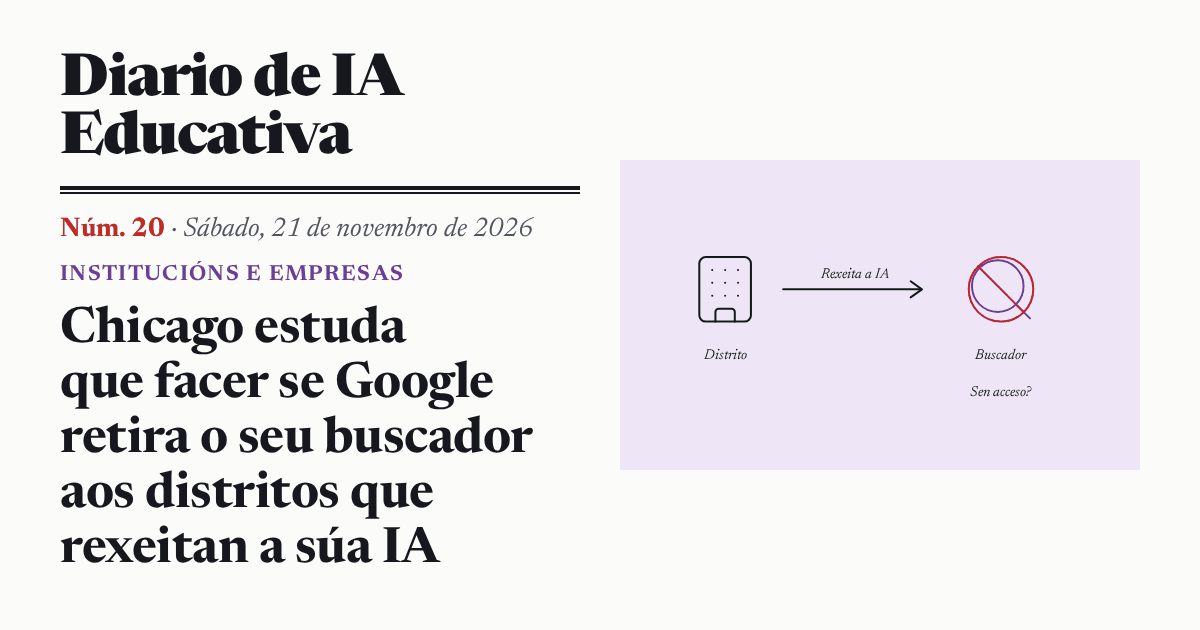 Diario de IA
Educativa
Núm. 20 · Sábado, 21 de novembro de 2026
INSTITUCIÓNS E EMPRESAS
Chicago estuda
que facer se Google
retira o seu buscador
aos distritos que
rexeitan a súa IA
Rexeita a IA
Distrito
Buscador
Sen acceso?